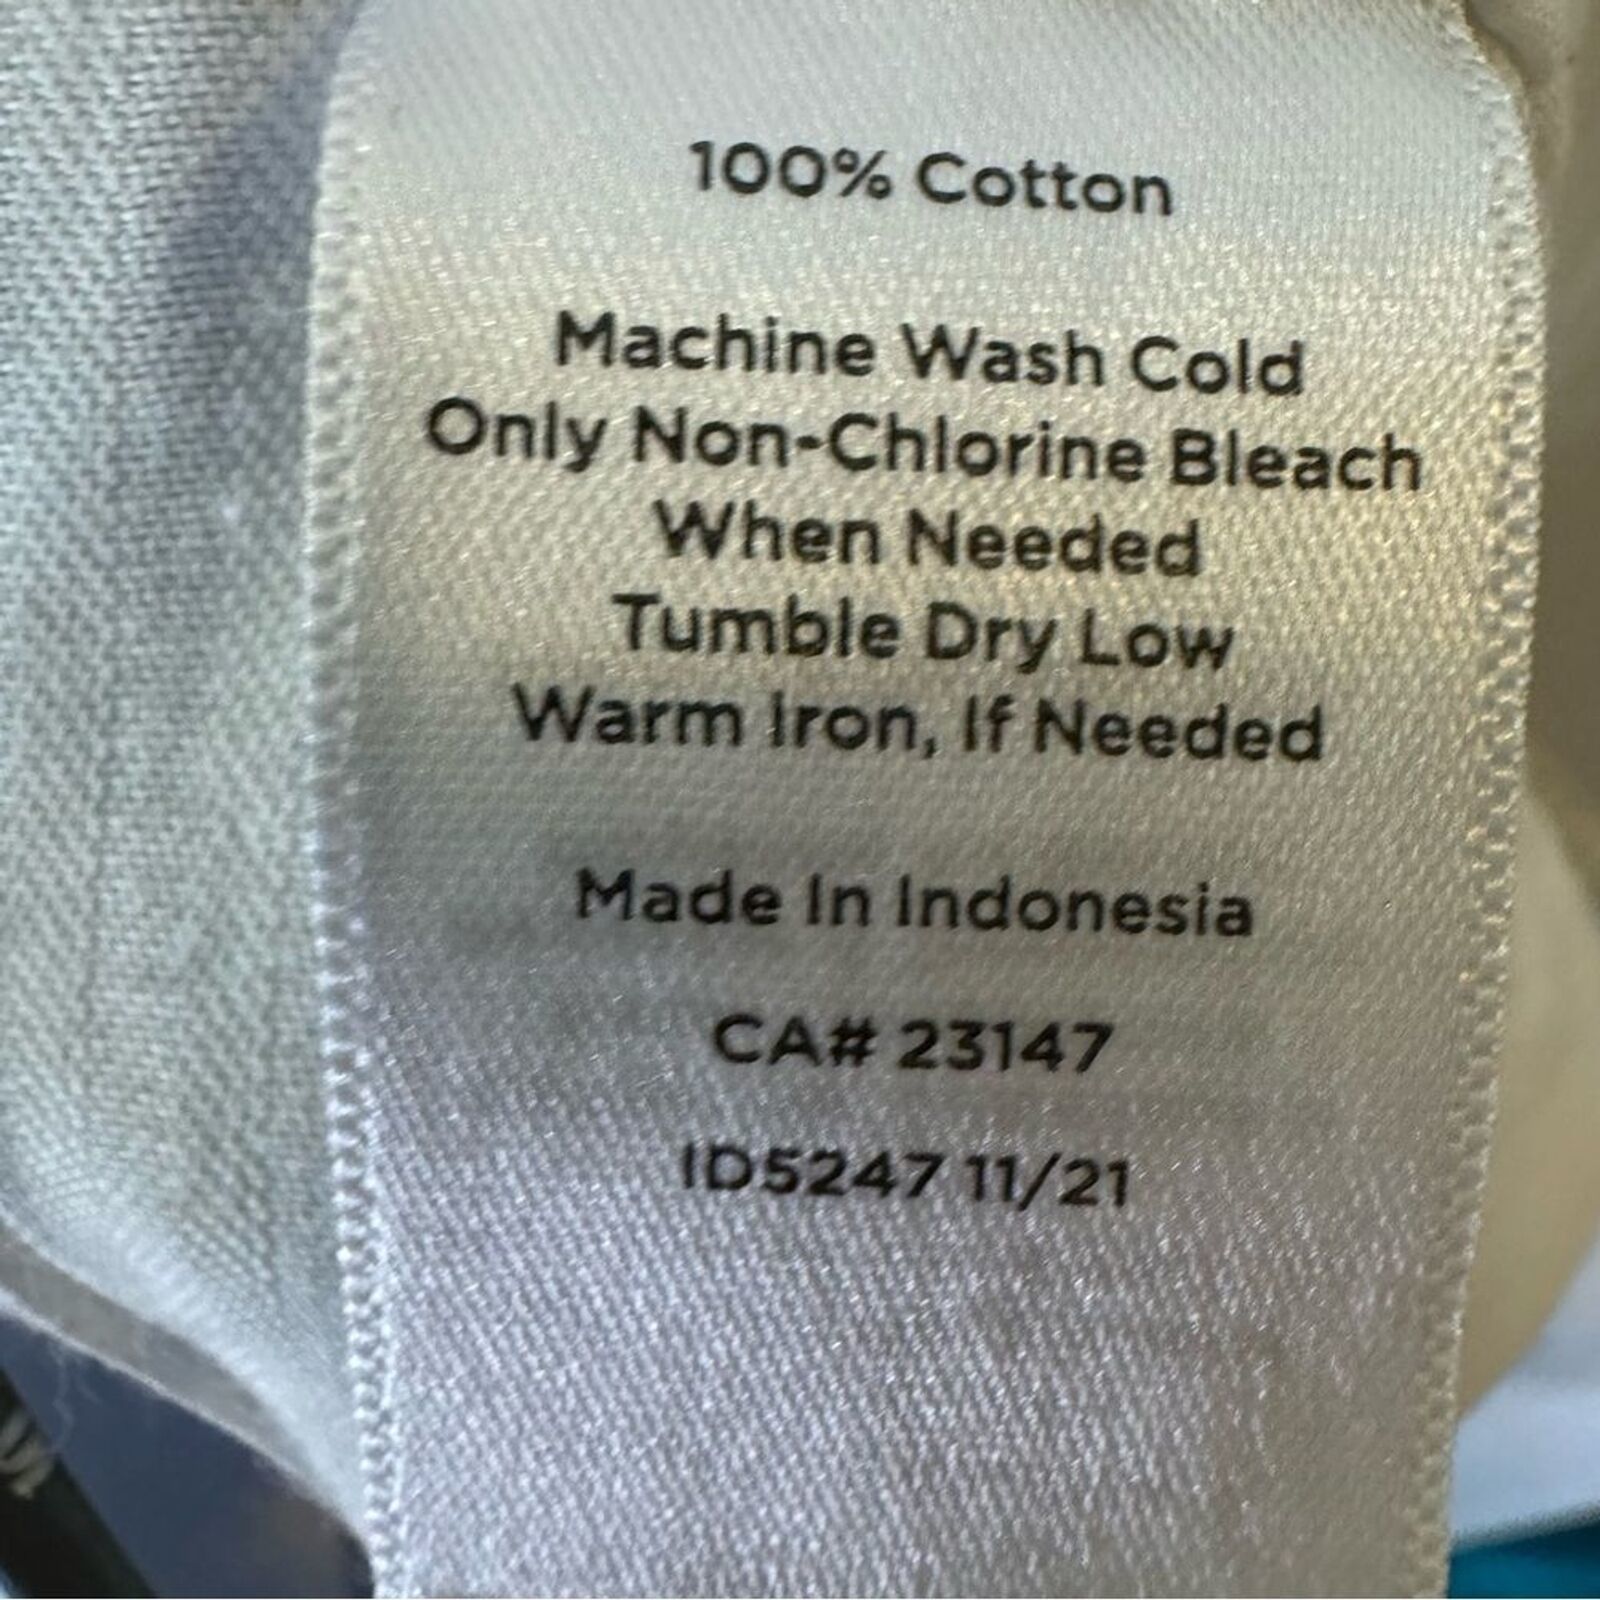 100% Cotton
Machine Wash Cold
Only Non-Chlorine Bleach
When Needed
Tumble Dry Low
Warm Iron, If Needed
Made In Indonesia
CA# 23147
ID5247 11/21